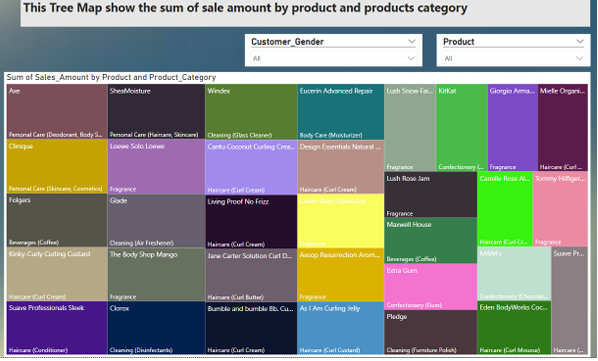 This Tree Map show the sum of sale amount by product and products category
Customer_Gender
All
Product
All
Sum of Sales_Amount by Product and Product_Category
Axe
Personal Care (Deodorant, Body S...
SheaMoisture
Personal Care (Haircare, Skincare)
Windex
Cleaning (Glass Cleaner)
Eucerin Advanced Repair
Body Care (Moisturizer)
Lush Snow Fai...
Fragrance
KitKat
Confectionery (...
Giorgio Arma...
Fragrance
Mielle Organi...
Haircare (Curl ...
Clinique
Personal Care (Skincare, Cosmetics)
Loewe Solo Loewe
Fragrance
Cantu Coconut Curling Crea...
Haircare (Curl Cream)
Design Essentials Natural ...
Haircare (Curl Cream)
Lush Rose Jam
Fragrance
Camille Rose Al...
Haircare (Curl Cr...
Tommy Hilfiger...
Fragrance
Folgers
Beverages (Coffee)
Glade
Cleaning (Air Freshener)
Living Proof No Frizz
Haircare (Curl Cream)
Fragrance
Maxwell House
Beverages (Coffee)
Kinky-Curly Curling Custard
Haircare (Curl Cream)
The Body Shop Mango
Fragrance
Jane Carter Solution Curl D...
Haircare (Curl Butter)
Aesop Resurrection Arom...
Fragrance
Extra Gum
Confectionery (Gum)
M&M's
Confectionery (Chocolat...
Suave Pr...
Haircare (...
Suave Professionals Sleek
Haircare (Conditioner)
Clorox
Cleaning (Disinfectants)
Bumble and bumble Bb. Cu...
Haircare (Curl Cream)
As I Am Curling Jelly
Haircare (Curl Custard)
Pledge
Cleaning (Furniture Polish)
Eden BodyWorks Coc...
Haircare (Curl Mousse)